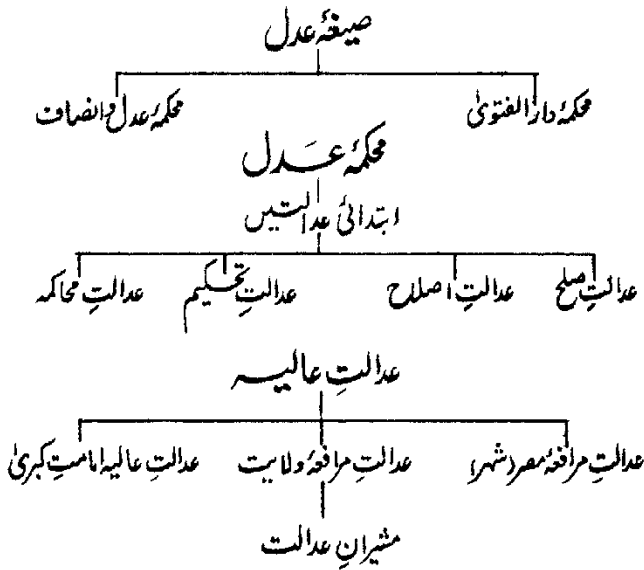 صیغۂ عدل
محکمۂ دار الفتویٰ محکمۂ عدل و انصاف
محکمۂ عَدل
ابتدائی عدالتیں
عدالتِ صلح عدالتِ اصلاح عدالتِ تحکیم عدالتِ محاکمہ
عدالتِ عالیہ
عدالتِ مرافعۂ مصر (شہر) عدالتِ مرافعۂ ولایت عدالتِ عالیہ امامتِ کبریٰ
مشیرانِ عدالت